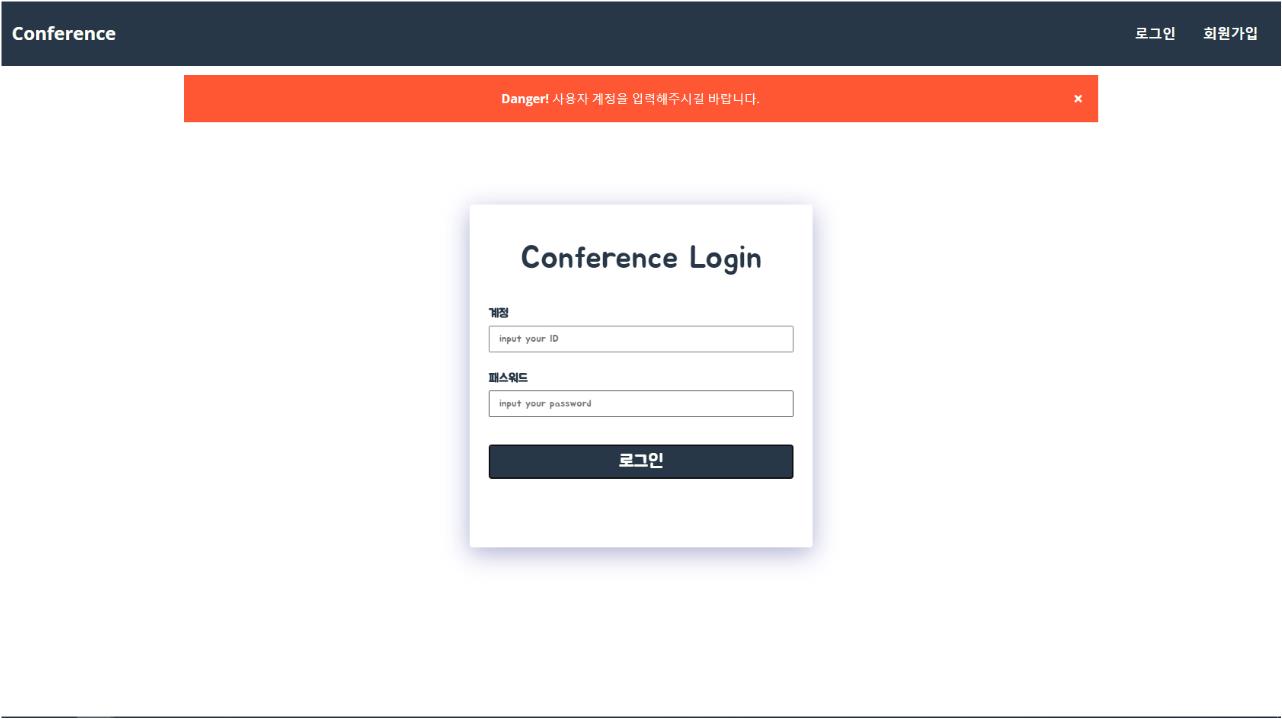 Conference
로그인 회원가입
Danger! 사용자 계정을 입력해주시길 바랍니다. ×
Conference Login
계정
input your ID
패스워드
input your password
로그인